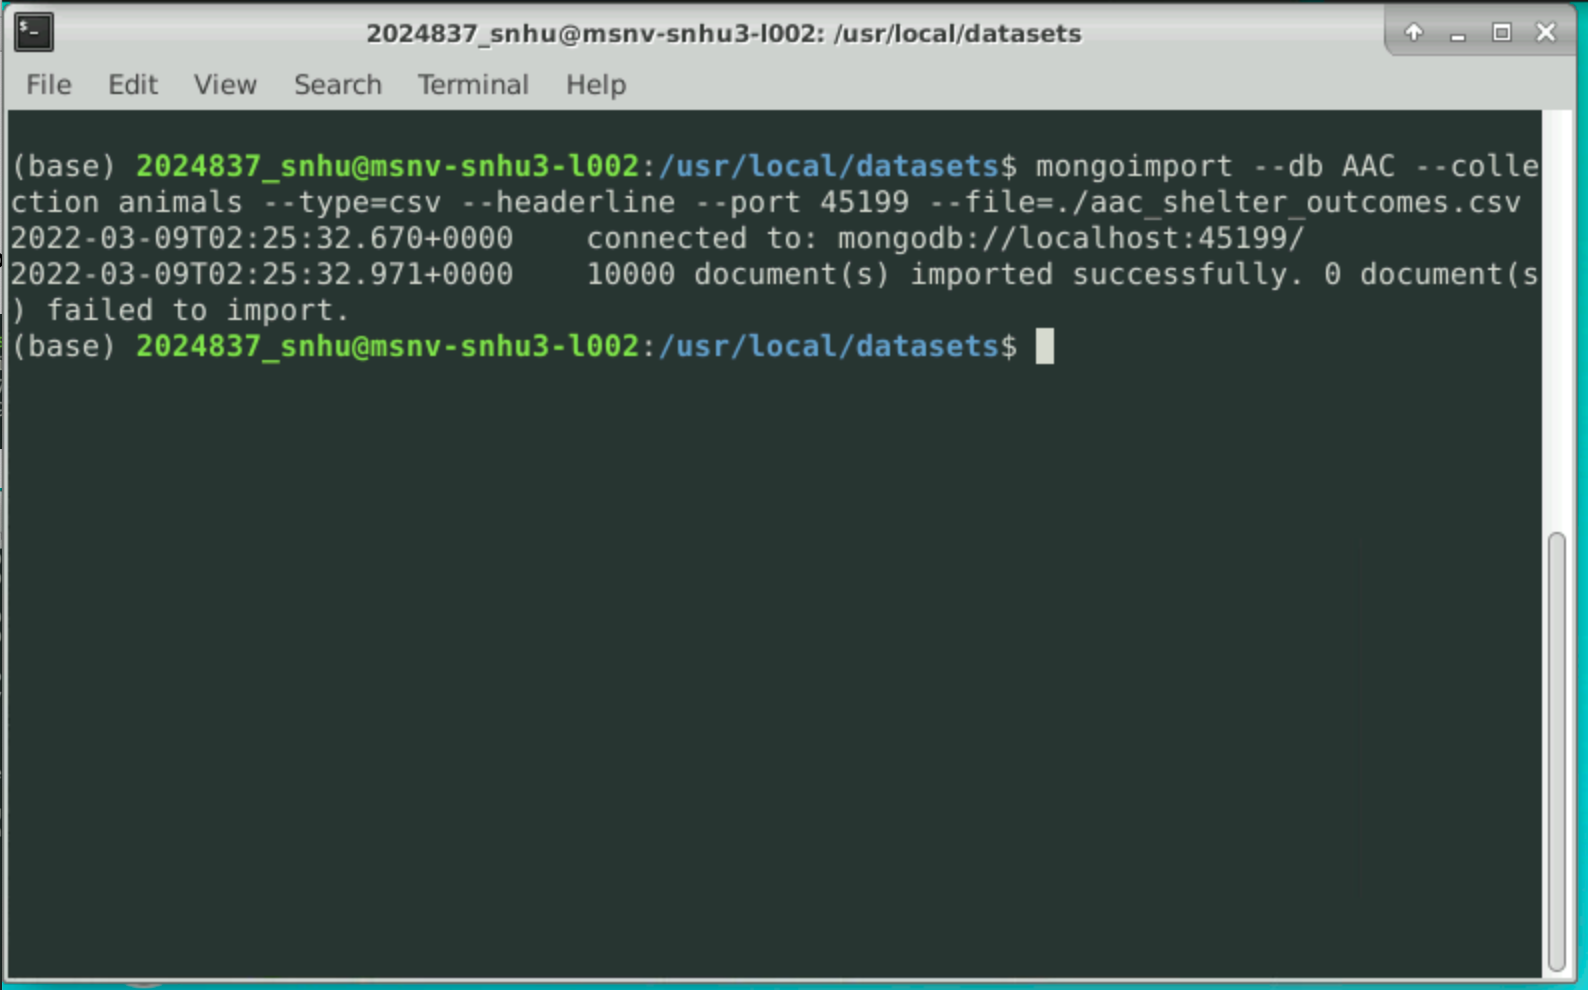 2024837_snhu@msnv-snhu3-l002: /usr/local/datasets
File Edit View Search Terminal Help
(base) 2024837_snhu@msnv-snhu3-l002:/usr/local/datasets$ mongoimport --db AAC --colle
ction animals --type=csv --headerline --port 45199 --file=./aac_shelter_outcomes.csv
2022-03-09T02:25:32.670+0000    connected to: mongodb://localhost:45199/
2022-03-09T02:25:32.971+0000    10000 document(s) imported successfully. 0 document(s
) failed to import.
(base) 2024837_snhu@msnv-snhu3-l002:/usr/local/datasets$